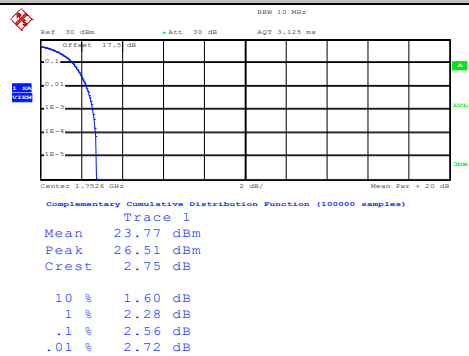 RBW 10 MHz
Ref 30 dBm
*Att 30 dB
AQT 3.125 ms
Offset 17.5 dB
0.1
0.01
1E-3
1E-4
1E-5
1 SA
VIEW
A
LVL
3DB
Center 1.7526 GHz
2 dB/
Mean Pwr + 20 dB
Complementary Cumulative Distribution Function (100000 samples)
Trace 1
Mean 23.77 dBm
Peak 26.51 dBm
Crest 2.75 dB
10 % 1.60 dB
1 % 2.28 dB
.1 % 2.56 dB
.01 % 2.72 dB